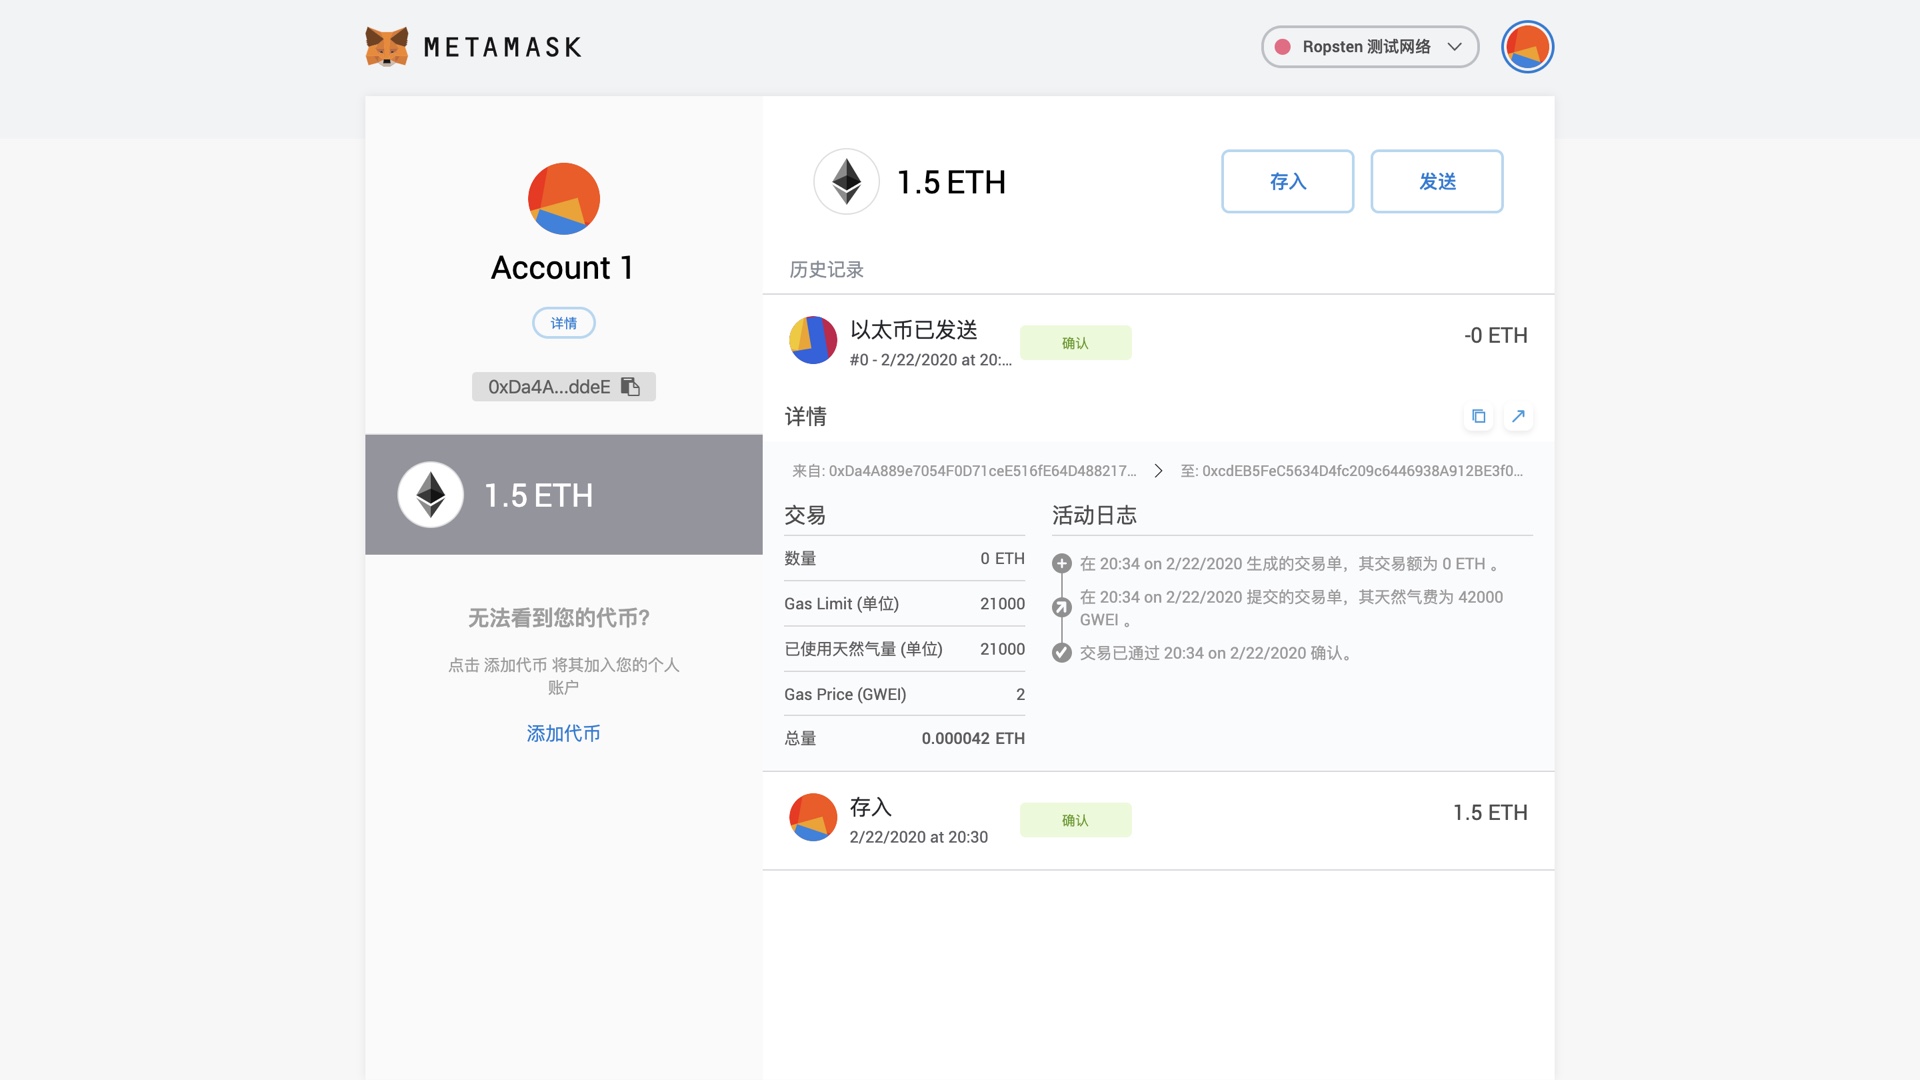 METAMASK
Ropsten 测试网络
Account 1
详情
0xDa4A...ddeE
1.5 ETH
无法看到您的代币?
点击 添加代币 将其加入您的个人
账户
添加代币
1.5 ETH
存入
发送
历史记录
以太币已发送
#0 - 2/22/2020 at 20:...
确认
-0 ETH
详情
来自: 0xDa4A889e7054F0D71ceE516fE64D488217...
至: 0xcdEB5FeC5634D4fc209c6446938A912BE3f0...
交易
数量 0 ETH
Gas Limit (单位) 21000
已使用天然气量 (单位) 21000
Gas Price (GWEI) 2
总量 0.000042 ETH
活动日志
在 20:34 on 2/22/2020 生成的交易单，其交易额为 0 ETH 。
在 20:34 on 2/22/2020 提交的交易单，其天然气费为 42000
GWEI 。
交易已通过 20:34 on 2/22/2020 确认。
存入
2/22/2020 at 20:30
确认
1.5 ETH